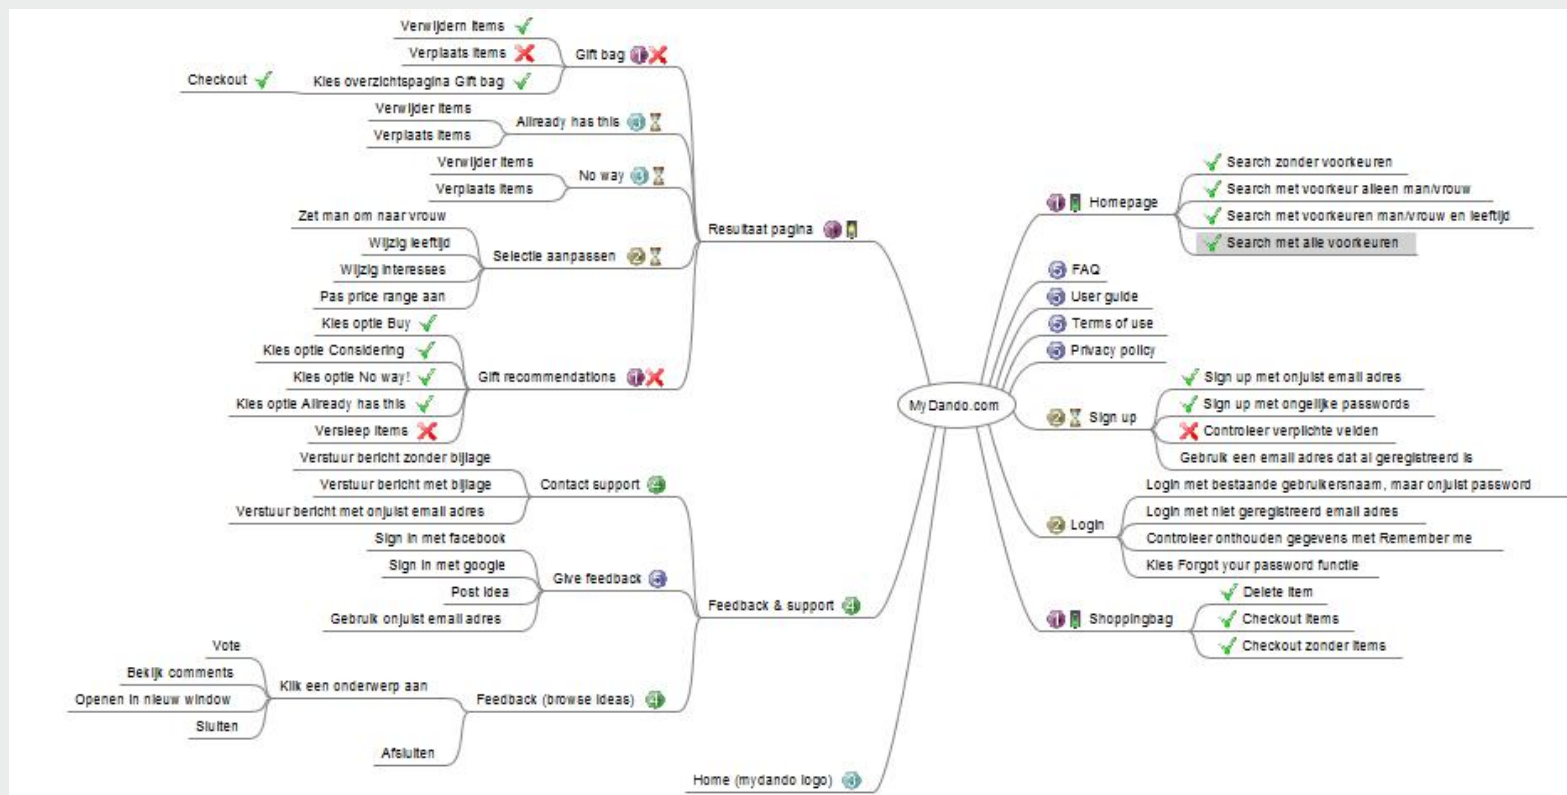 Verwijdern items
Verplaats items
Gift bag
Checkout
Kies overzichtspagina Gift bag
Verwijder items
Allready has this
Verplaats items
Verwijder items
No way
Verplaats items
Zet man om naar vrouw
Wijzig leeftijd
Selectie aanpassen
Wijzig interesses
Pas price range aan
Resultaat pagina
Kies optie Buy
Kies optie Considering
Kies optie No way!
Gift recommendations
Kies optie Allready has this
Versleep items
Verstuur bericht zonder bijlage
Verstuur bericht met bijlage
Contact support
Verstuur bericht met onjuist email adres
Sign in met facebook
Sign in met google
Give feedback
Post idea
Gebruik onjuist email adres
Feedback & support
Vote
Bekijk comments
Klik een onderwerp aan
Openen in nieuw window
Feedback (browse ideas)
Sluiten
Afsluiten
Home (mydando logo)
MyDando.com
Search zonder voorkeuren
Search met voorkeur alleen man/vrouw
Homepage
Search met voorkeuren man/vrouw en leeftijd
Search met alle voorkeuren
FAQ
User guide
Terms of use
Privacy policy
Sign up met onjuist email adres
Sign up met ongelijke passwords
Sign up
Controleer verplichte velden
Gebruik een email adres dat al geregistreerd is
Login met bestaande gebruikersnaam, maar onjuist password
Login met niet geregistreerd email adres
Login
Controleer onthouden gegevens met Remember me
Kies Forgot your password functie
Delete item
Shoppingbag
Checkout items
Checkout zonder items